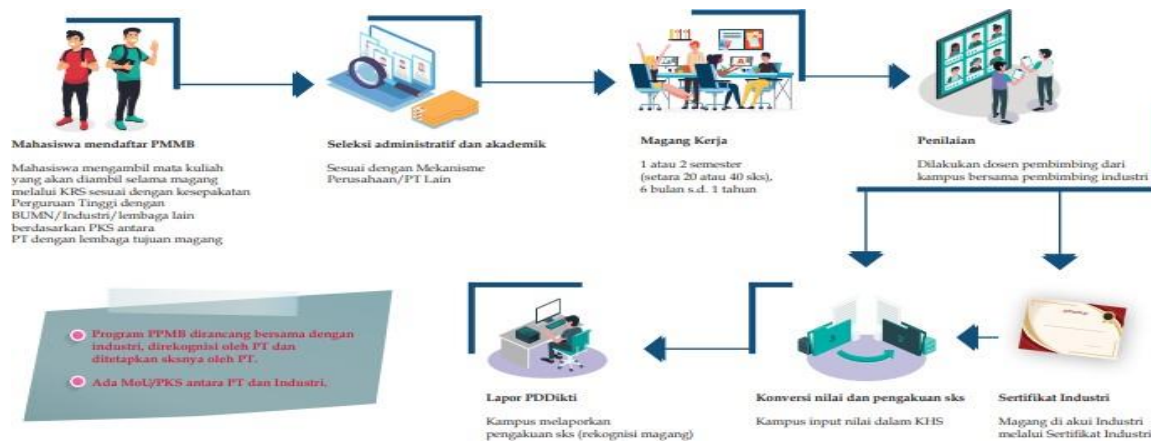 Mahasiswa mendaftar PMMB
Mahasiswa mengambil mata kuliah
yang akan diambil selama magang
melalui KRS sesuai dengan kesepakatan
Perguruan Tinggi dengan
BUMN/Industri/lembaga lain
berdasarkan PKS antara
PT dengan lembaga tujuan magang
Seleksi administratif dan akademik
Sesuai dengan Mekanisme
Perusahaan/PT Lain
Magang Kerja
1 atau 2 semester
(setara 20 atau 40 sks),
6 bulan s.d. 1 tahun
Penilaian
Dilakukan dosen pembimbing dari
kampus bersama pembimbing industri
Program PPMB dirancang bersama dengan
industri, direkognisi oleh PT dan
ditetapkan sksnya oleh PT.
Ada MoU/PKS antara PT dan Industri.
Lapor PDDikti
Kampus melaporkan
pengakuan sks (rekognisi magang)
Konversi nilai dan pengakuan sks
Kampus input nilai dalam KHS
Sertifikat Industri
Magang di akui Industri
melalui Sertifikat Industri